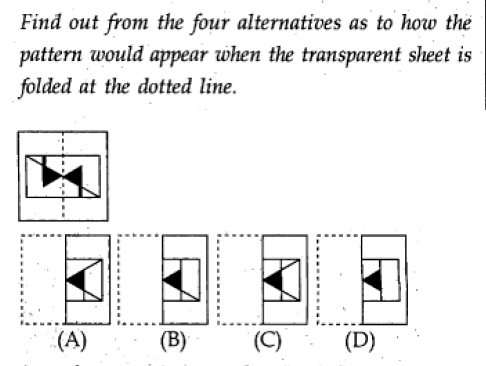 Find out from the four alternatives as to how the
pattern would appear when the transparent sheet is
folded at the dotted line.
(A) (B) (C) (D)